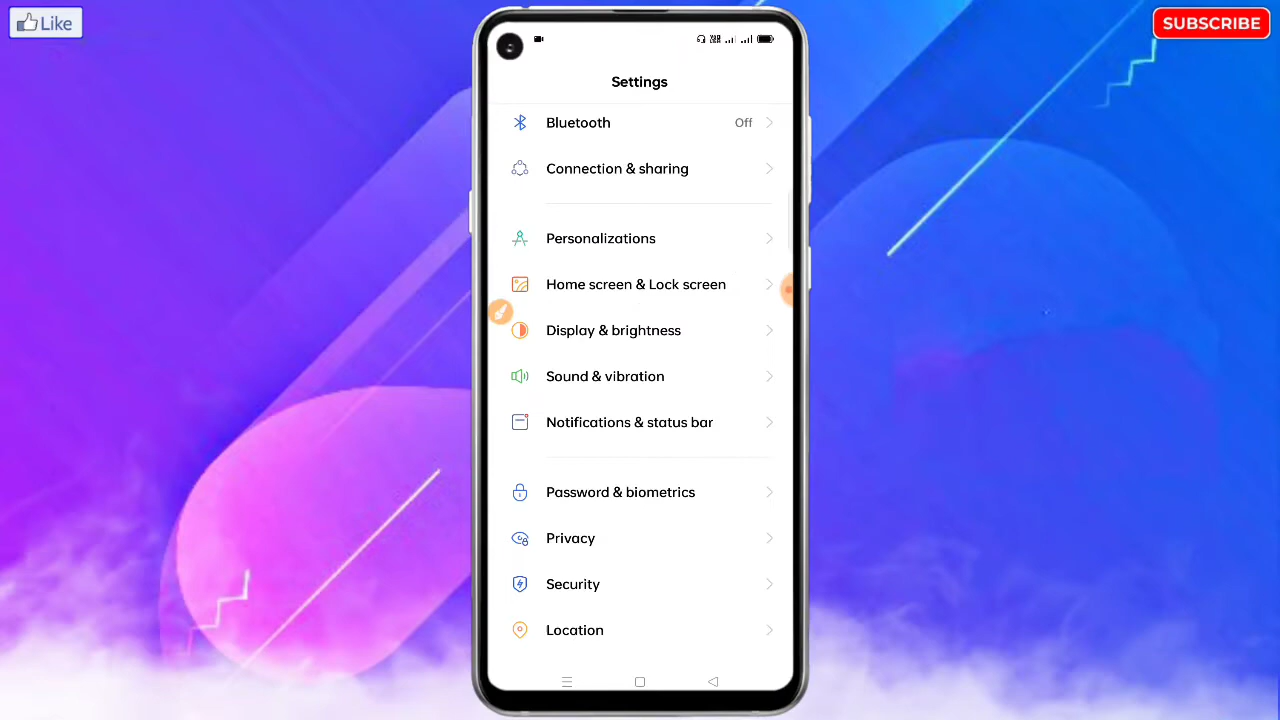 Like
SUBSCRIBE
Settings
Bluetooth Off
Connection & sharing
Personalizations
Home screen & Lock screen
Display & brightness
Sound & vibration
Notifications & status bar
Password & biometrics
Privacy
Security
Location